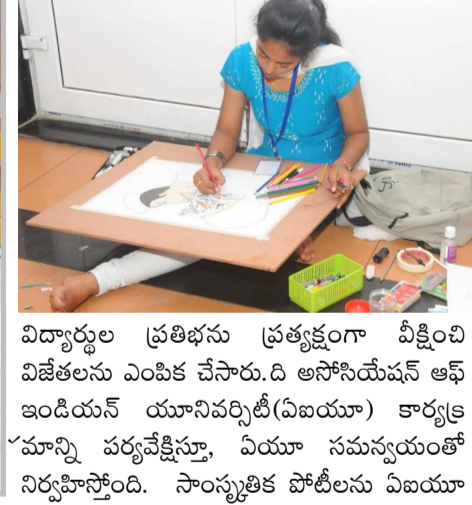 విద్యార్థుల ప్రతిభను ప్రత్యక్షంగా వీక్షించి
విజేతలను ఎంపిక చేసారు.ది అసోసియేషన్ ఆఫ్
ఇండియన్ యూనివర్సిటీ(ఏఐయూ) కార్యక్ర
మాన్ని పర్యవేక్షిస్తూ, ఏయూ సమన్వయంతో
నిర్వహిస్తోంది. సాంస్కృతిక పోటీలను ఏఐయూ